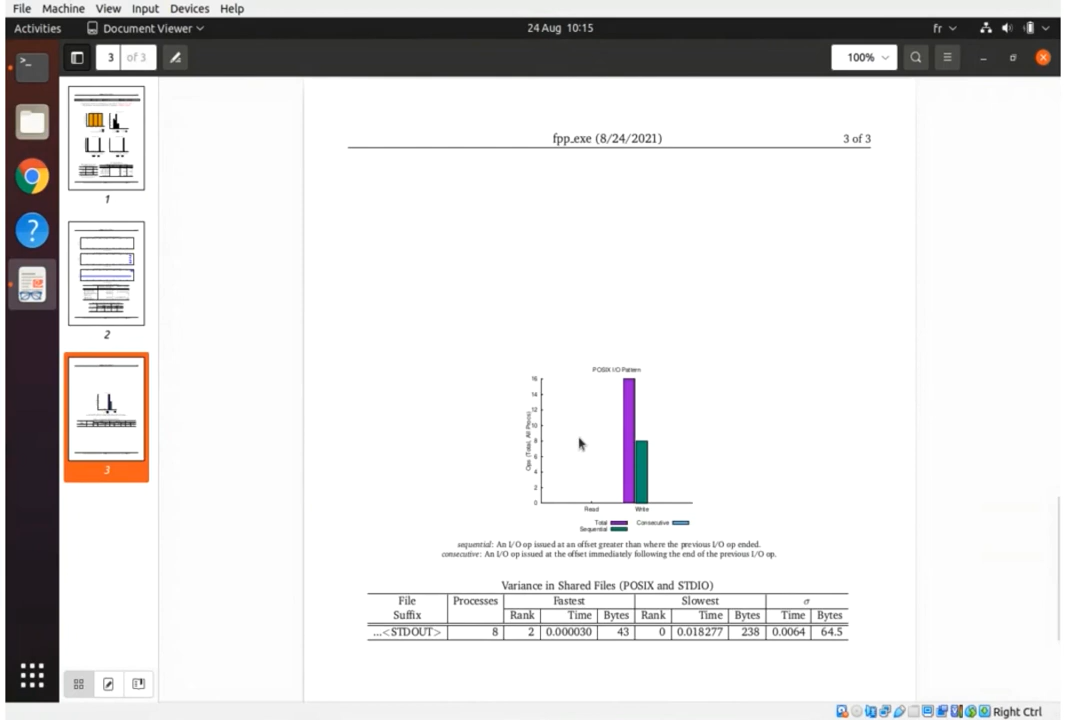 File Machine View Input Devices Help
Activities Document Viewer 24 Aug 10:15 fr
3 of 3 100%
1
2
3
fpp_exe (8/24/2021) 3 of 3
POSIX I/O Pattern
Ops (Total, All Procs)
16
14
12
10
8
6
4
2
0
Read Write
Total Consecutive
Sequential
sequential: An I/O op issued at an offset greater than where the previous I/O op ended.
consecutive: An I/O op issued at the offset immediately following the end of the previous I/O op.
Variance in Shared Files (POSIX and STDIO)
File Processes Fastest Slowest σ
Suffix Rank Time Bytes Rank Time Bytes Time Bytes
...<STDOUT> 8 2 0.000030 43 0 0.018277 238 0.0064 64.5
Right Ctrl